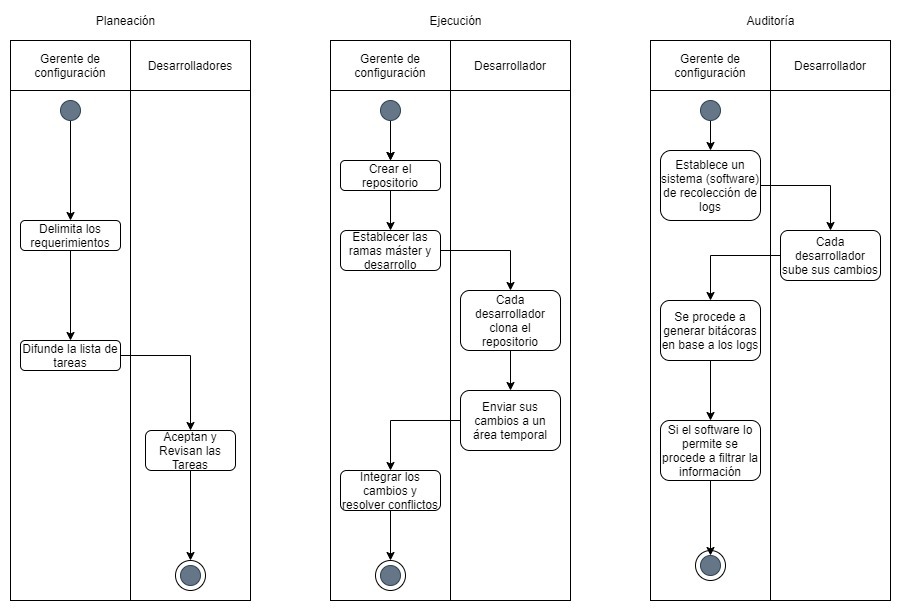 Planeación
Gerente de
configuración
Desarrolladores
Delimita los
requerimientos
Difunde la lista de
tareas
Aceptan y
Revisan las
Tareas
Ejecución
Gerente de
configuración
Desarrollador
Crear el
repositorio
Establecer las
ramas máster y
desarrollo
Cada
desarrollador
clona el
repositorio
Enviar sus
cambios a un
área temporal
Integrar los
cambios y
resolver conflictos
Auditoría
Gerente de
configuración
Desarrollador
Establece un
sistema (software)
de recolección de
logs
Cada
desarrollador
sube sus cambios
Se procede a
generar bitácoras
en base a los logs
Si el software lo
permite se
procede a filtrar la
información